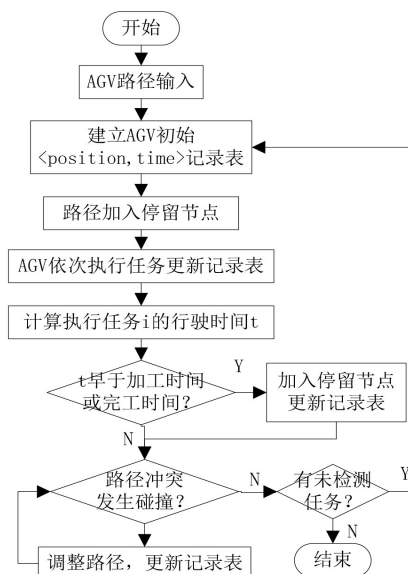 开始
AGV路径输入
建立AGV初始
<position,time>记录表
路径加入停留节点
AGV依次执行任务更新记录表
计算执行任务i的行驶时间t
t早于加工时间
或完工时间?
Y
加入停留节点
更新记录表
N
路径冲突
发生碰撞?
N
有未检测
任务?
Y
N
调整路径，更新记录表
结束